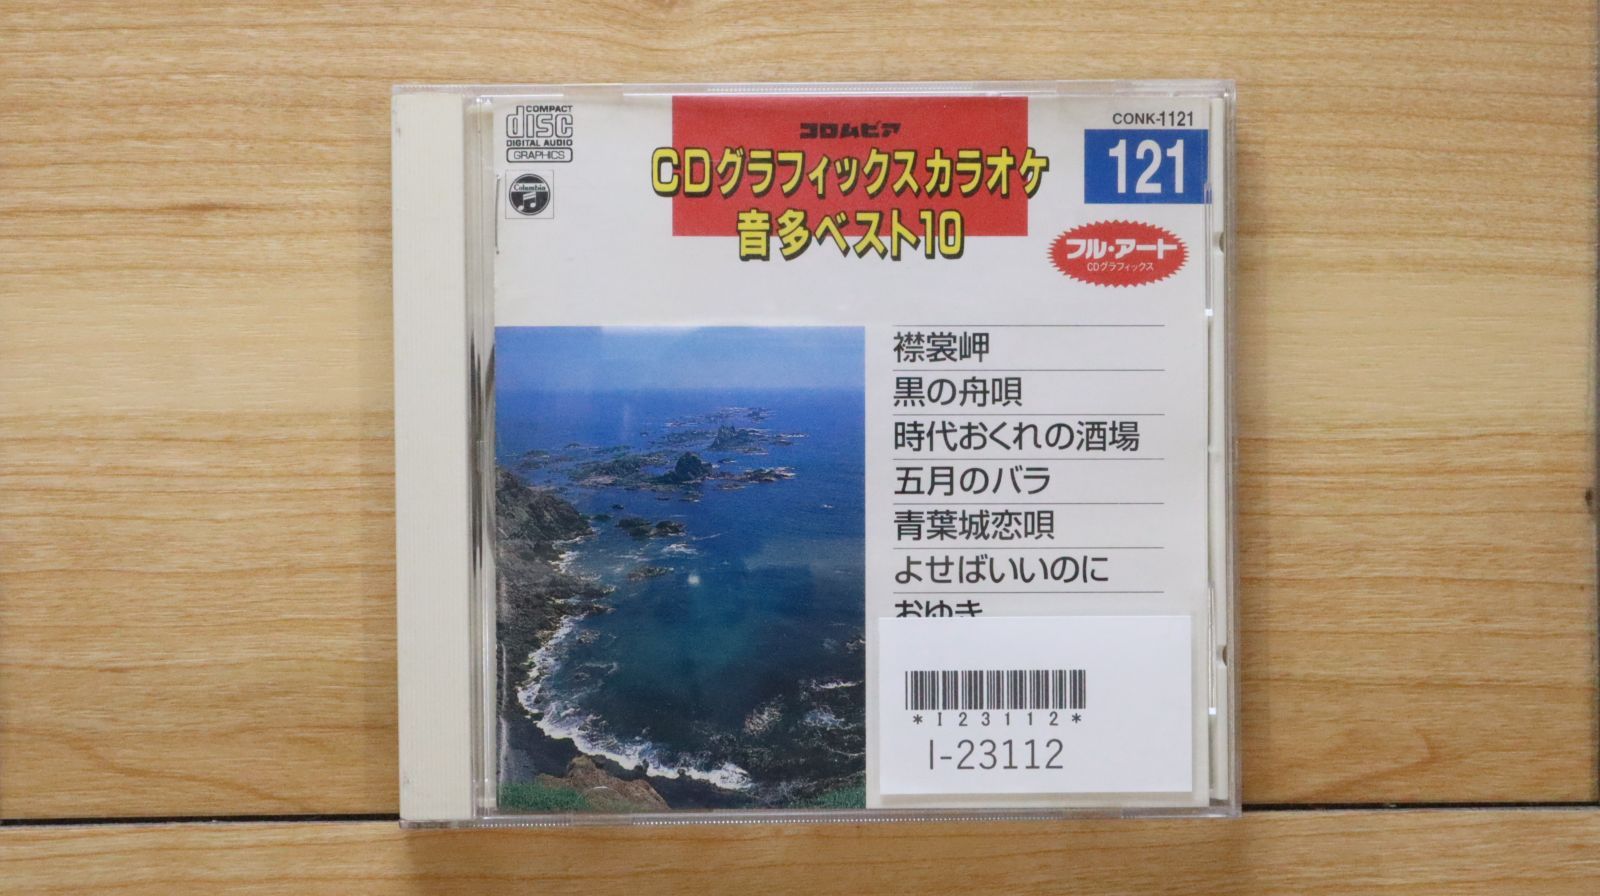 COMPACT
disc
DIGITAL AUDIO
GRAPHICS
Columbia
コロムビア
CDグラフィックスカラオケ
音多ベスト10
CONK-1121
121
フル・アート
CDグラフィックス
襟裳岬
黒の舟唄
時代おくれの酒場
五月のバラ
青葉城恋唄
よせばいいのに
おゆき
*I23112*
I-23112